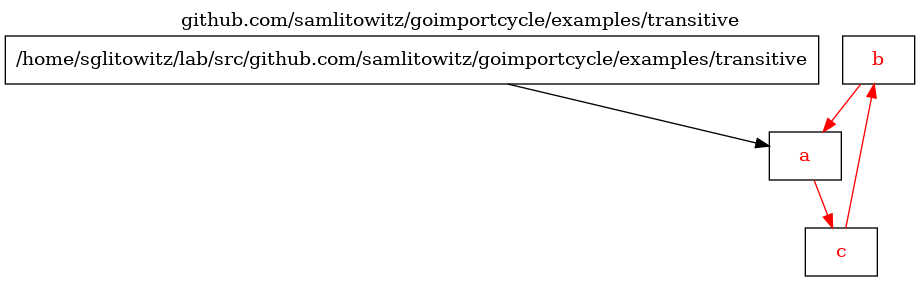 github.com/samlitowitz/goimportcycle/examples/transitive
/home/sglitowitz/lab/src/github.com/samlitowitz/goimportcycle/examples/transitive
b
a
c